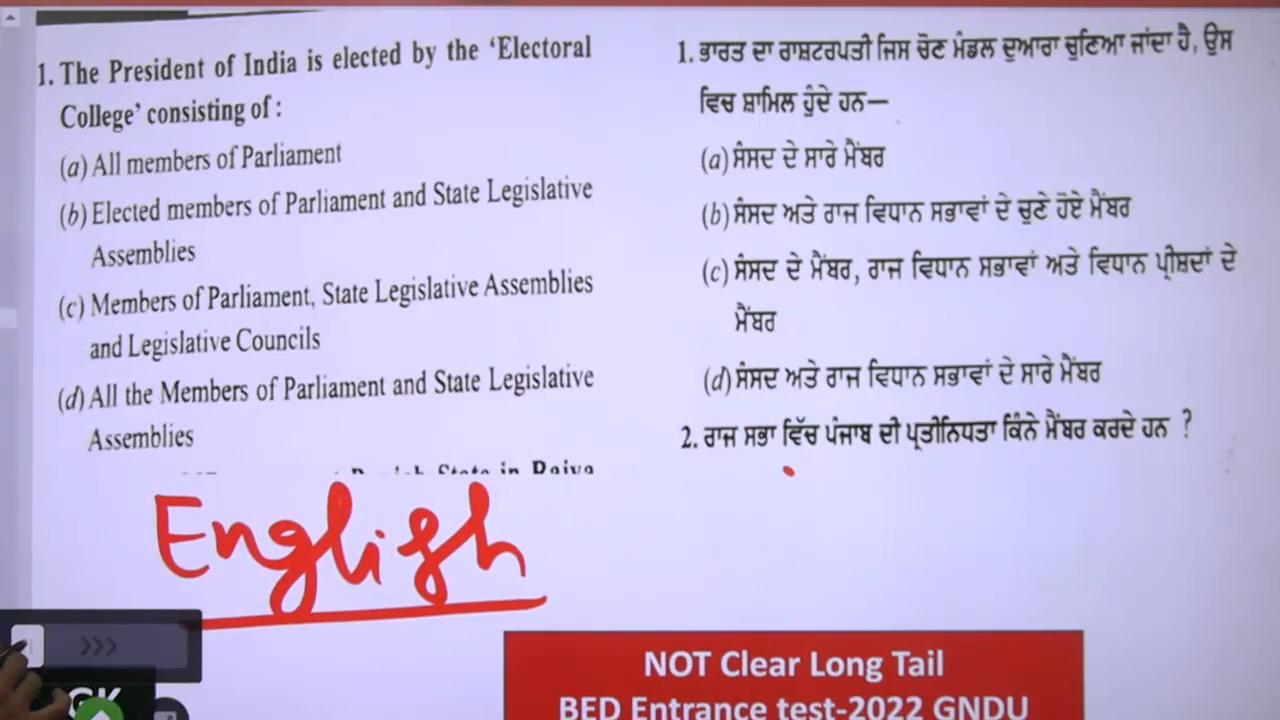 1. The President of India is elected by the ‘Electoral
College’ consisting of :
(a) All members of Parliament
(b) Elected members of Parliament and State Legislative
Assemblies
(c) Members of Parliament, State Legislative Assemblies
and Legislative Councils
(d) All the Members of Parliament and State Legislative
Assemblies
State in
1. ਭਾਰਤ ਦਾ ਰਾਸ਼ਟਰਪਤੀ ਜਿਸ ਚੋਣ ਮੰਡਲ ਦੁਆਰਾ ਚੁਣਿਆ ਜਾਂਦਾ ਹੈ, ਉਸ
ਵਿਚ ਸ਼ਾਮਿਲ ਹੁੰਦੇ ਹਨ—
(a) ਸੰਸਦ ਦੇ ਸਾਰੇ ਮੈਂਬਰ
(b) ਸੰਸਦ ਅਤੇ ਰਾਜ ਵਿਧਾਨ ਸਭਾਵਾਂ ਦੇ ਚੁਣੇ ਹੋਏ ਮੈਂਬਰ
(c) ਸੰਸਦ ਦੇ ਮੈਂਬਰ, ਰਾਜ ਵਿਧਾਨ ਸਭਾਵਾਂ ਅਤੇ ਵਿਧਾਨ ਪ੍ਰੀਸ਼ਦਾਂ ਦੇ
ਮੈਂਬਰ
(d) ਸੰਸਦ ਅਤੇ ਰਾਜ ਵਿਧਾਨ ਸਭਾਵਾਂ ਦੇ ਸਾਰੇ ਮੈਂਬਰ
2. ਰਾਜ ਸਭਾ ਵਿੱਚ ਪੰਜਾਬ ਦੀ ਪ੍ਰਤੀਨਿਧਤਾ ਕਿੰਨੇ ਮੈਂਬਰ ਕਰਦੇ ਹਨ ?
English
>>>
GK
NOT Clear Long Tail
BED Entrance test-2022 GNDU